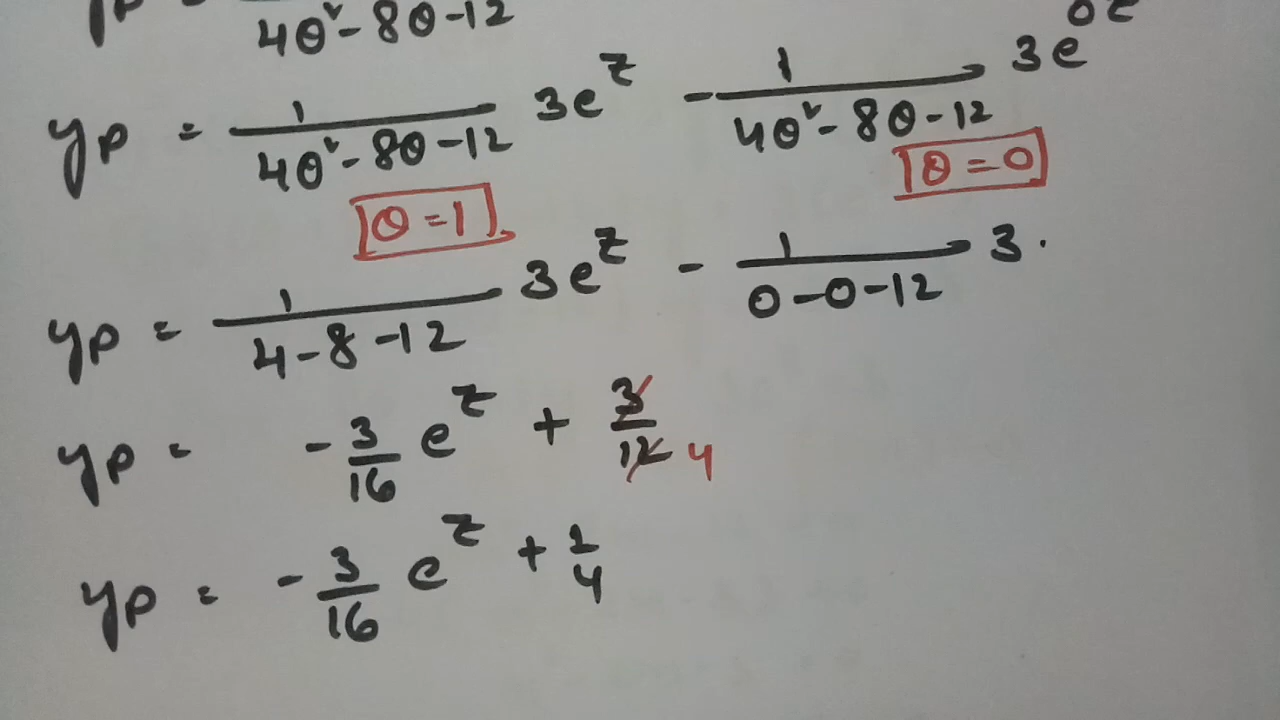 yp 4θ²-8θ-12
yp = 1/(4θ²-8θ-12) 3e^z - 1/(4θ²-8θ-12) 3e^(0z)
θ=1 θ=0
yp = 1/(4-8-12) 3e^z - 1/(0-0-12) 3.
yp = -3/16 e^z + 3/12 4
yp = -3/16 e^z + 1/4